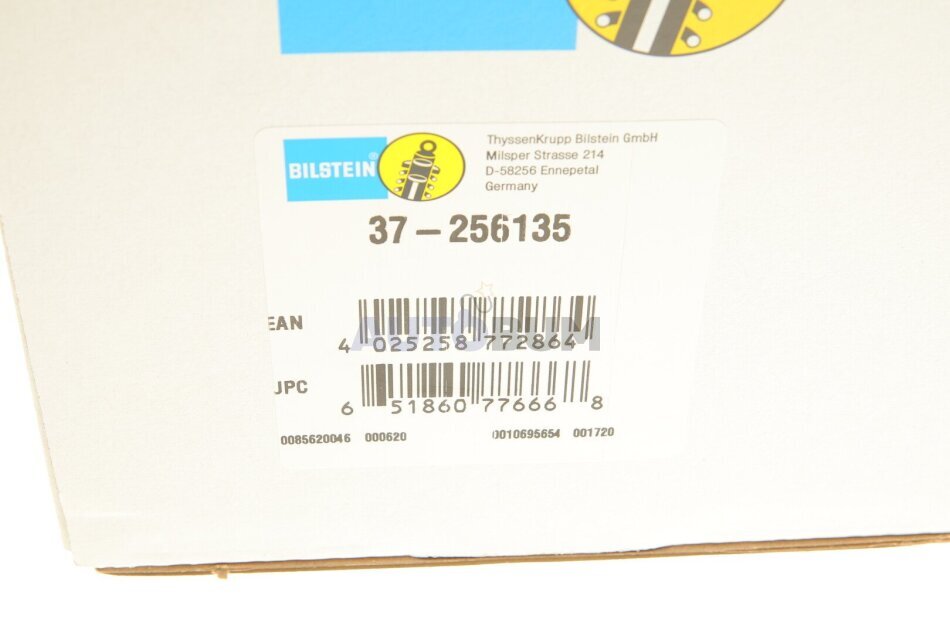 BILSTEIN®
ThyssenKrupp Bilstein GmbH
Milsper Strasse 214
D-58256 Ennepetal
Germany
37-256135
EAN
4 025258 772864
AUTOBUM
UPC
6 51860 77666 8
0085620046 000620 0010695654 001720